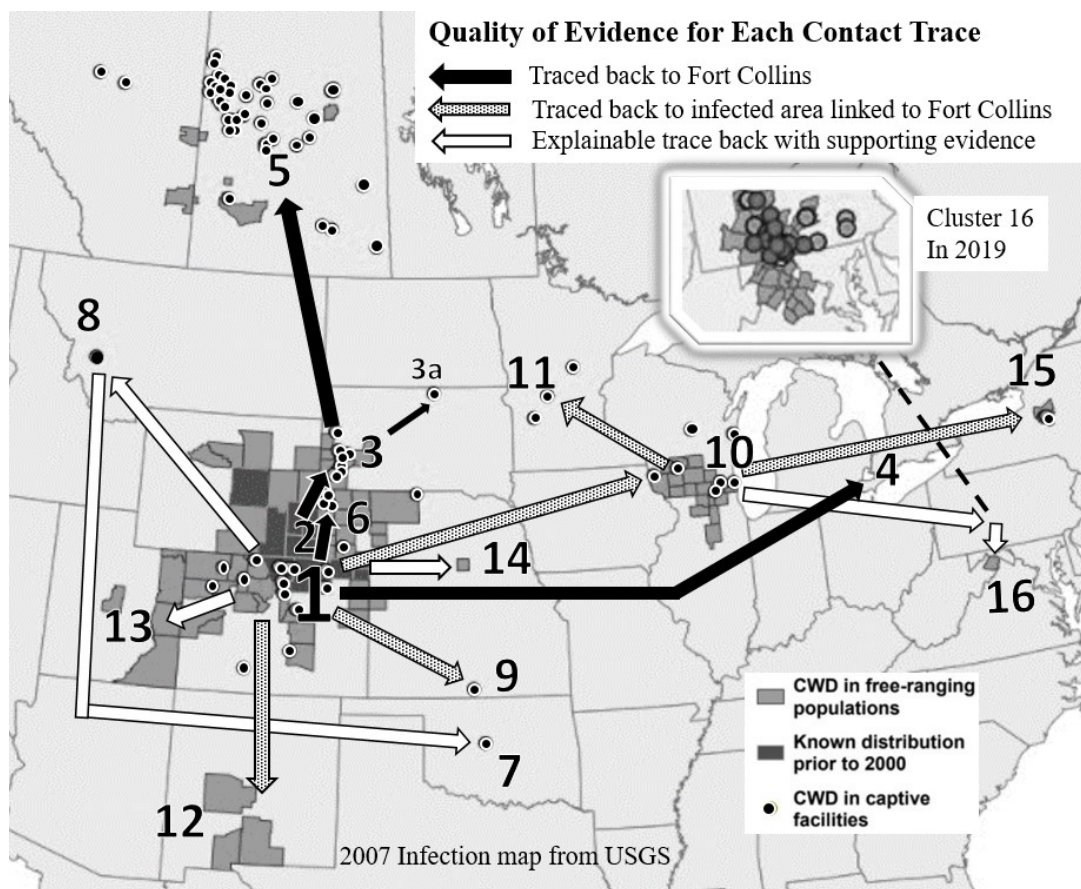 Quality of Evidence for Each Contact Trace
Traced back to Fort Collins
Traced back to infected area linked to Fort Collins
Explainable trace back with supporting evidence
5
Cluster 16
In 2019
8
3a
11
15
3
10
4
2
6
14
1
16
13
9
7
12
CWD in free-ranging
populations
Known distribution
prior to 2000
CWD in captive
facilities
2007 Infection map from USGS